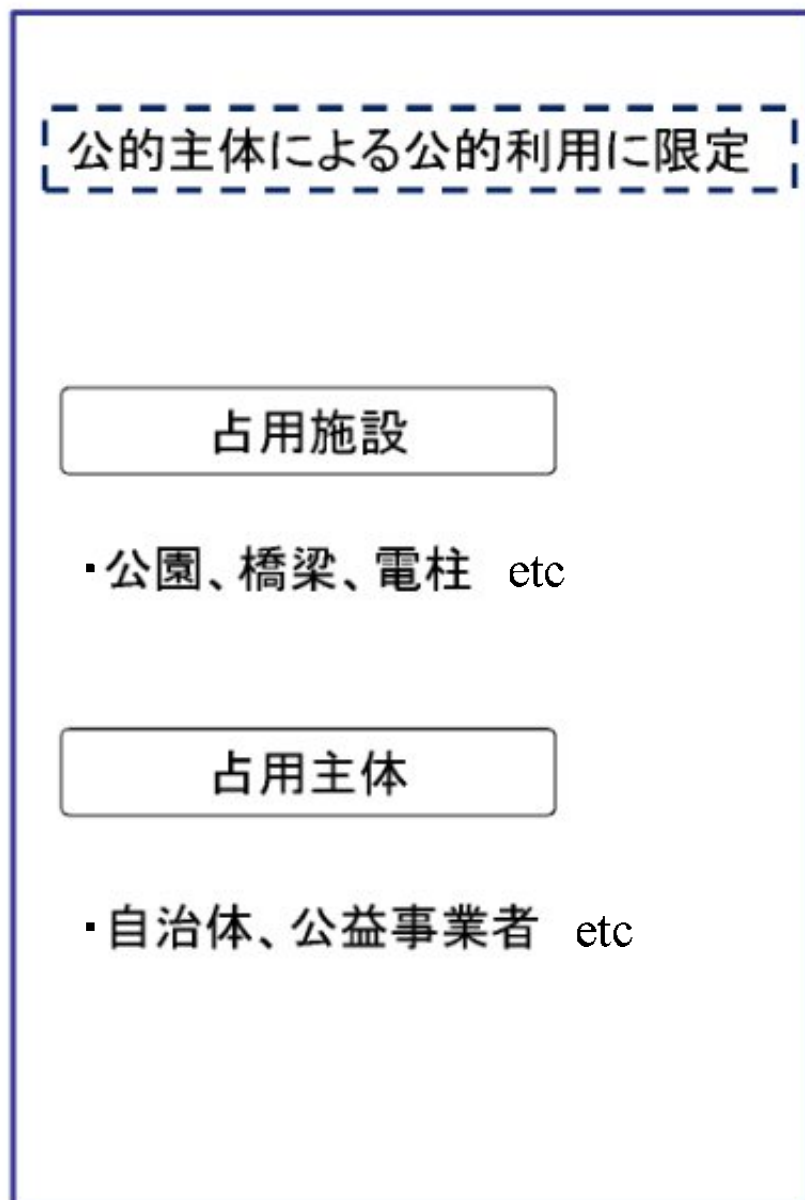 公的主体による公的利用に限定
占用施設
・公園、橋梁、電柱 etc
占用主体
・自治体、公益事業者 etc